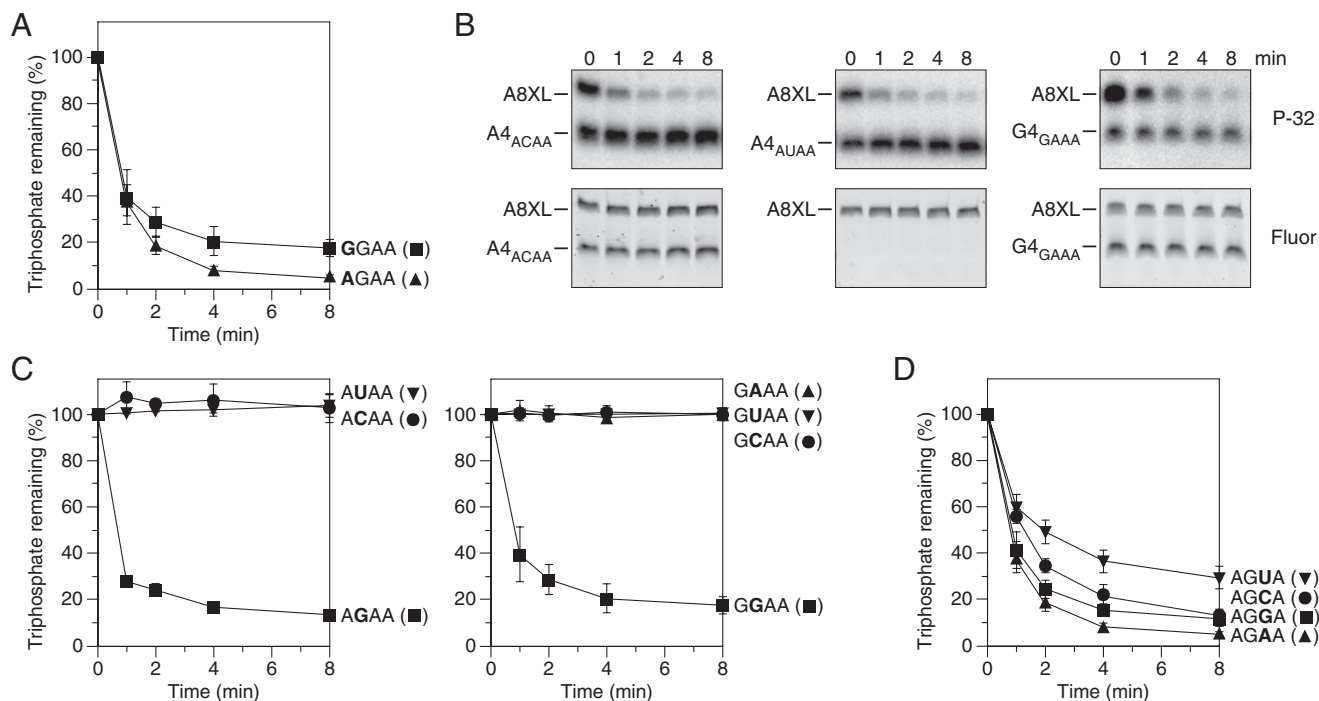 A
Triphosphate remaining (%)
100
80
60
40
20
0
GGAA (■)
AGAA (▲)
0 2 4 6 8
Time (min)
B
0 1 2 4 8
0 1 2 4 8
0 1 2 4 8 min
A8XL
A4ACAA
A8XL
A4AUAA
A8XL
G4GAAA
P-32
A8XL
A4ACAA
A8XL
A8XL
G4GAAA
Fluor
C
Triphosphate remaining (%)
100
80
60
40
20
0
AUAA (▼)
ACAA (●)
AGAA (■)
0 2 4 6 8
Time (min)
Triphosphate remaining (%)
100
80
60
40
20
0
GAAA (▲)
GUAA (▼)
GCAA (●)
GGAA (■)
0 2 4 6 8
Time (min)
D
Triphosphate remaining (%)
100
80
60
40
20
0
AGUA (▼)
AGCA (●)
AGGA (■)
AGAA (▲)
0 2 4 6 8
Time (min)